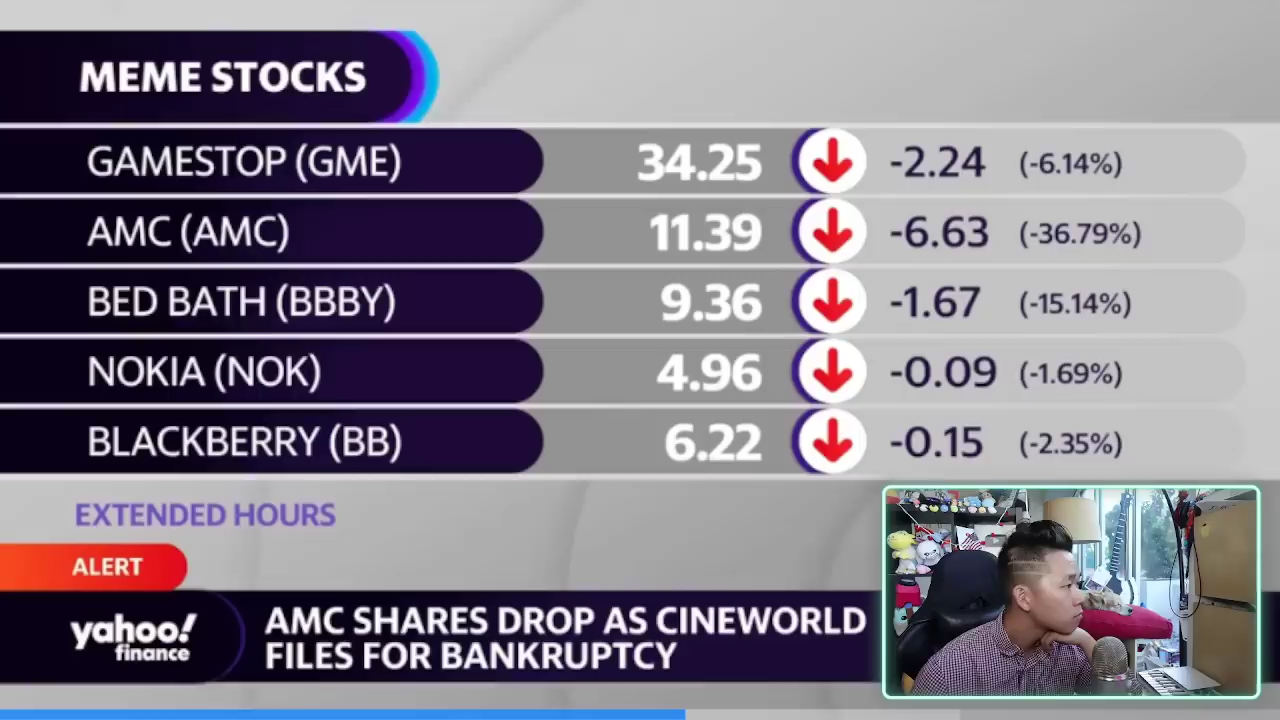 MEME STOCKS
GAMESTOP (GME) 34.25 -2.24 (-6.14%)
AMC (AMC) 11.39 -6.63 (-36.79%)
BED BATH (BBBY) 9.36 -1.67 (-15.14%)
NOKIA (NOK) 4.96 -0.09 (-1.69%)
BLACKBERRY (BB) 6.22 -0.15 (-2.35%)
EXTENDED HOURS
ALERT
yahoo!
finance
AMC SHARES DROP AS CINEWORLD
FILES FOR BANKRUPTCY